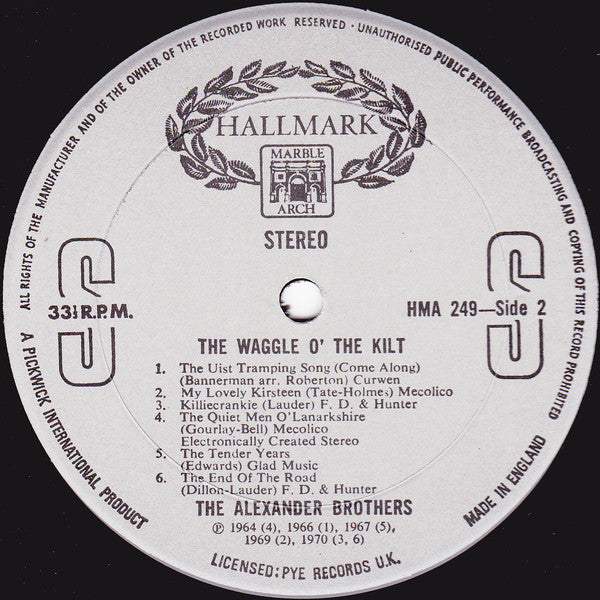 ALL RIGHTS OF THE MANUFACTURER AND OF THE OWNER OF THE RECORDED WORK RESERVED - UNAUTHORISED PUBLIC PERFORMANCE BROADCASTING AND COPYING OF THIS RECORD PROHIBITED
HALLMARK
MARBLE
ARCH
STEREO
33⅓ R.P.M.
HMA 249—Side 2
THE WAGGLE O' THE KILT
1. The Uist Tramping Song (Come Along)
(Bannerman arr. Roberton) Curwen
2. My Lovely Kirsteen (Tate-Holmes) Mecolico
3. Killiecrankie (Lauder) F. D. & Hunter
4. The Quiet Men O'Lanarkshire
(Gourlay-Bell) Mecolico
Electronically Created Stereo
5. The Tender Years
(Edwards) Glad Music
6. The End Of The Road
(Dillon-Lauder) F. D. & Hunter
THE ALEXANDER BROTHERS
℗ 1964 (4), 1966 (1), 1967 (5),
1969 (2), 1970 (3, 6)
A PICKWICK INTERNATIONAL PRODUCT
LICENSED: PYE RECORDS U.K.
MADE IN ENGLAND